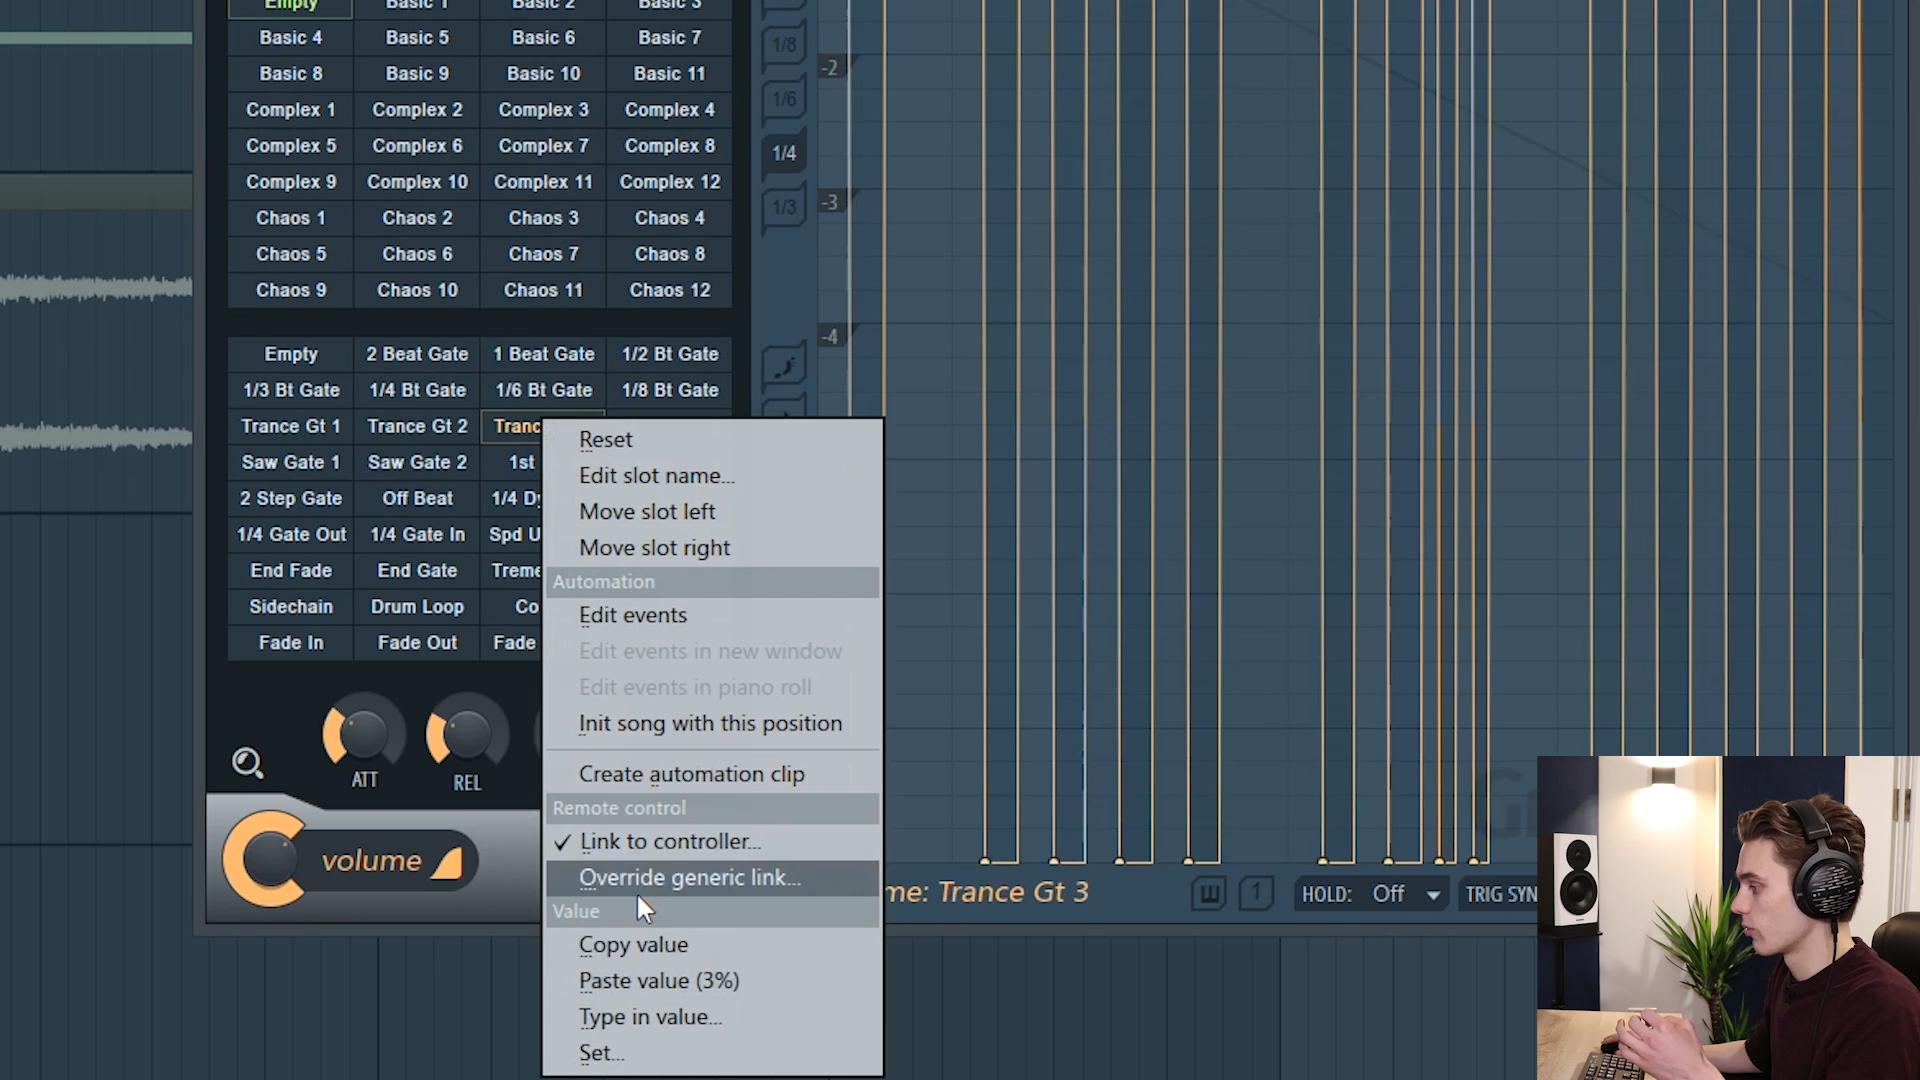 Empty Basic 1 Basic 2 Basic 3
Basic 4 Basic 5 Basic 6 Basic 7
Basic 8 Basic 9 Basic 10 Basic 11
Complex 1 Complex 2 Complex 3 Complex 4
Complex 5 Complex 6 Complex 7 Complex 8
Complex 9 Complex 10 Complex 11 Complex 12
Chaos 1 Chaos 2 Chaos 3 Chaos 4
Chaos 5 Chaos 6 Chaos 7 Chaos 8
Chaos 9 Chaos 10 Chaos 11 Chaos 12
1/8
1/6
1/4
1/3
-2
-3
-4
Empty 2 Beat Gate 1 Beat Gate 1/2 Bt Gate
1/3 Bt Gate 1/4 Bt Gate 1/6 Bt Gate 1/8 Bt Gate
Trance Gt 1 Trance Gt 2 Tranc
Saw Gate 1 Saw Gate 2 1st
2 Step Gate Off Beat 1/4 Dy
1/4 Gate Out 1/4 Gate In Spd U
End Fade End Gate Treme
Sidechain Drum Loop Co
Fade In Fade Out Fade
ATT
REL
volume
Reset
Edit slot name...
Move slot left
Move slot right
Automation
Edit events
Edit events in new window
Edit events in piano roll
Init song with this position
Create automation clip
Remote control
✓ Link to controller...
Override generic link...
Value
Copy value
Paste value (3%)
Type in value...
Set...
me: Trance Gt 3
1
HOLD: Off
TRIG SYN